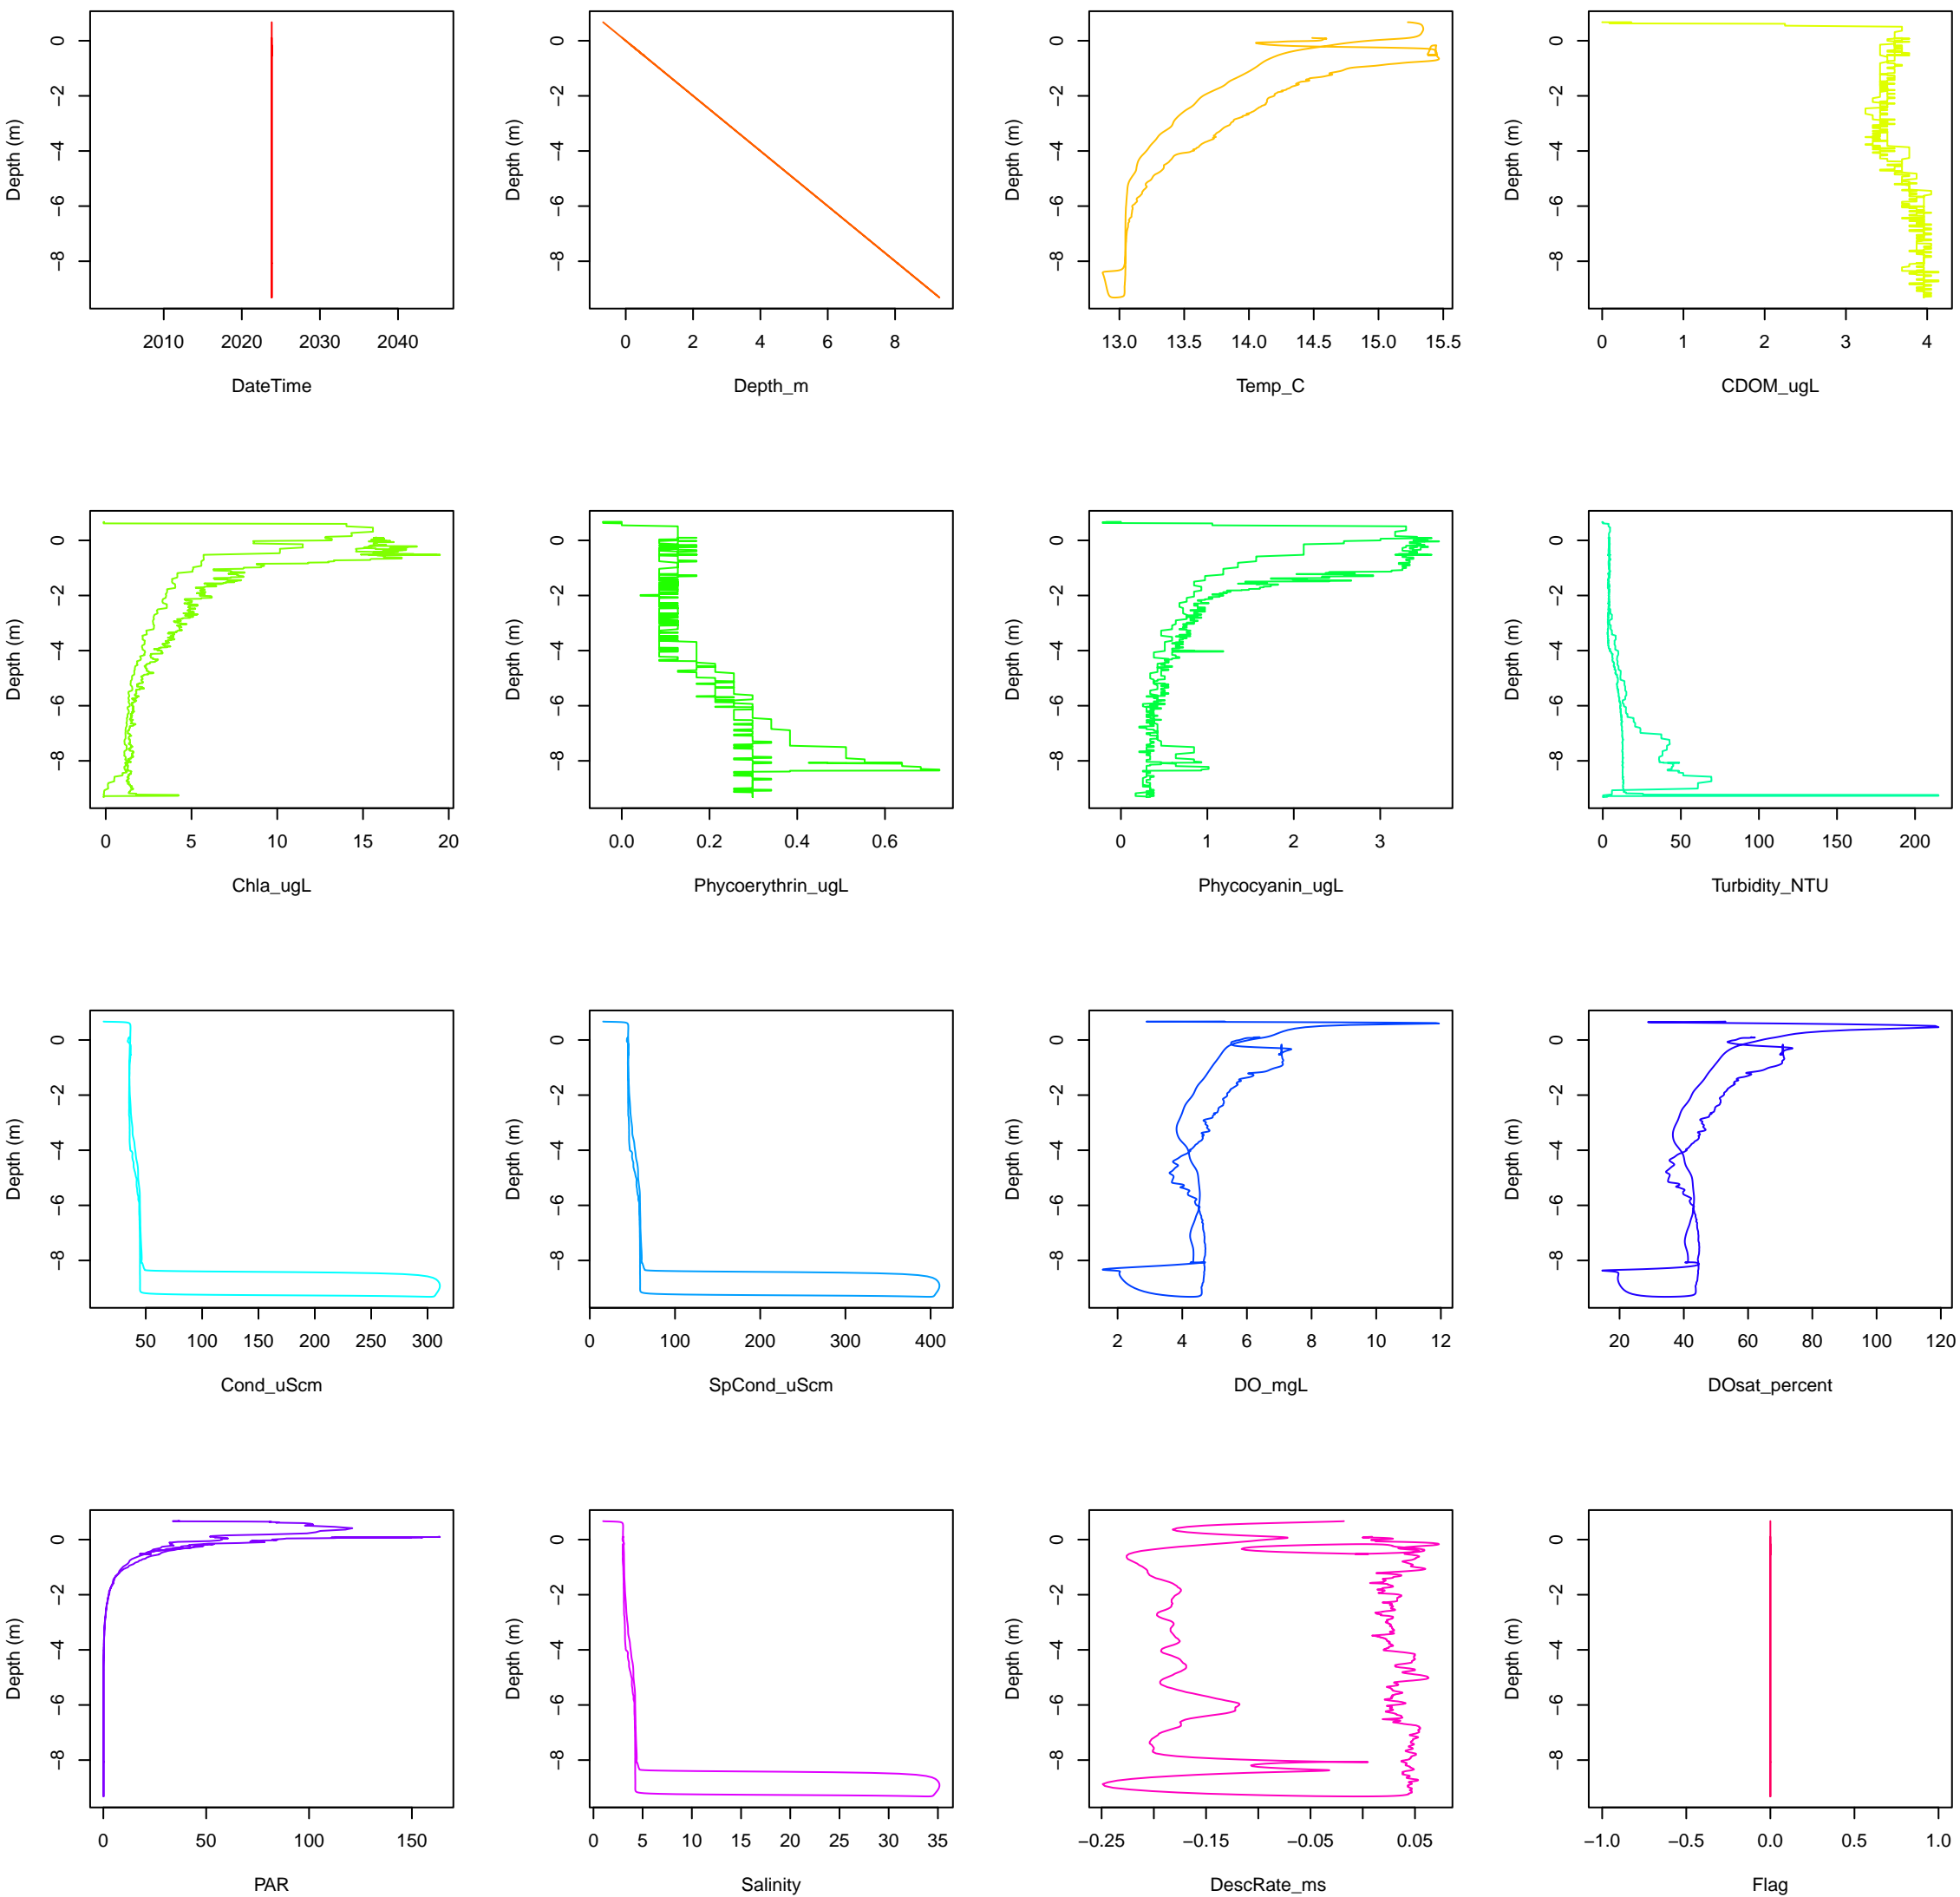 Depth (m)
0
−2
−4
−6
−8
2010 2020 2030 2040
DateTime
Depth (m)
0
−2
−4
−6
−8
0 2 4 6 8
Depth_m
Depth (m)
0
−2
−4
−6
−8
13.0 13.5 14.0 14.5 15.0 15.5
Temp_C
Depth (m)
0
−2
−4
−6
−8
0 1 2 3 4
CDOM_ugL
Depth (m)
0
−2
−4
−6
−8
0 5 10 15 20
Chla_ugL
Depth (m)
0
−2
−4
−6
−8
0.0 0.2 0.4 0.6
Phycoerythrin_ugL
Depth (m)
0
−2
−4
−6
−8
0 1 2 3
Phycocyanin_ugL
Depth (m)
0
−2
−4
−6
−8
0 50 100 150 200
Turbidity_NTU
Depth (m)
0
−2
−4
−6
−8
50 100 150 200 250 300
Cond_uScm
Depth (m)
0
−2
−4
−6
−8
0 100 200 300 400
SpCond_uScm
Depth (m)
0
−2
−4
−6
−8
2 4 6 8 10 12
DO_mgL
Depth (m)
0
−2
−4
−6
−8
20 40 60 80 100 120
DOsat_percent
Depth (m)
0
−2
−4
−6
−8
0 50 100 150
PAR
Depth (m)
0
−2
−4
−6
−8
0 5 10 15 20 25 30 35
Salinity
Depth (m)
0
−2
−4
−6
−8
−0.25 −0.15 −0.05 0.05
DescRate_ms
Depth (m)
0
−2
−4
−6
−8
−1.0 −0.5 0.0 0.5 1.0
Flag